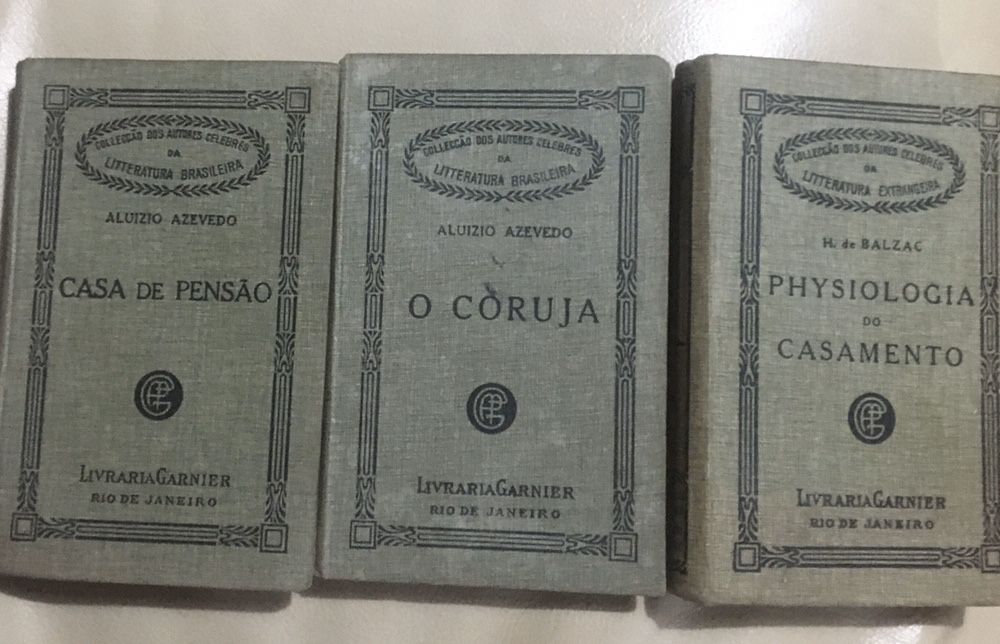 COLLECÇÃO DOS AUTORES CELEBRES
DA
LITTERATURA BRASILEIRA
ALUIZIO AZEVEDO
CASA DE PENSÃO
LIVRARIA GARNIER
RIO DE JANEIRO
COLLECÇÃO DOS AUTORES CELEBRES
DA
LITTERATURA BRASILEIRA
ALUIZIO AZEVEDO
O CORUJA
LIVRARIA GARNIER
RIO DE JANEIRO
COLLECÇÃO DOS AUTORES CELEBRES
DA
LITTERATURA EXTRANGEIRA
H. de BALZAC
PHYSIOLOGIA
DO
CASAMENTO
LIVRARIA GARNIER
RIO DE JANEIRO